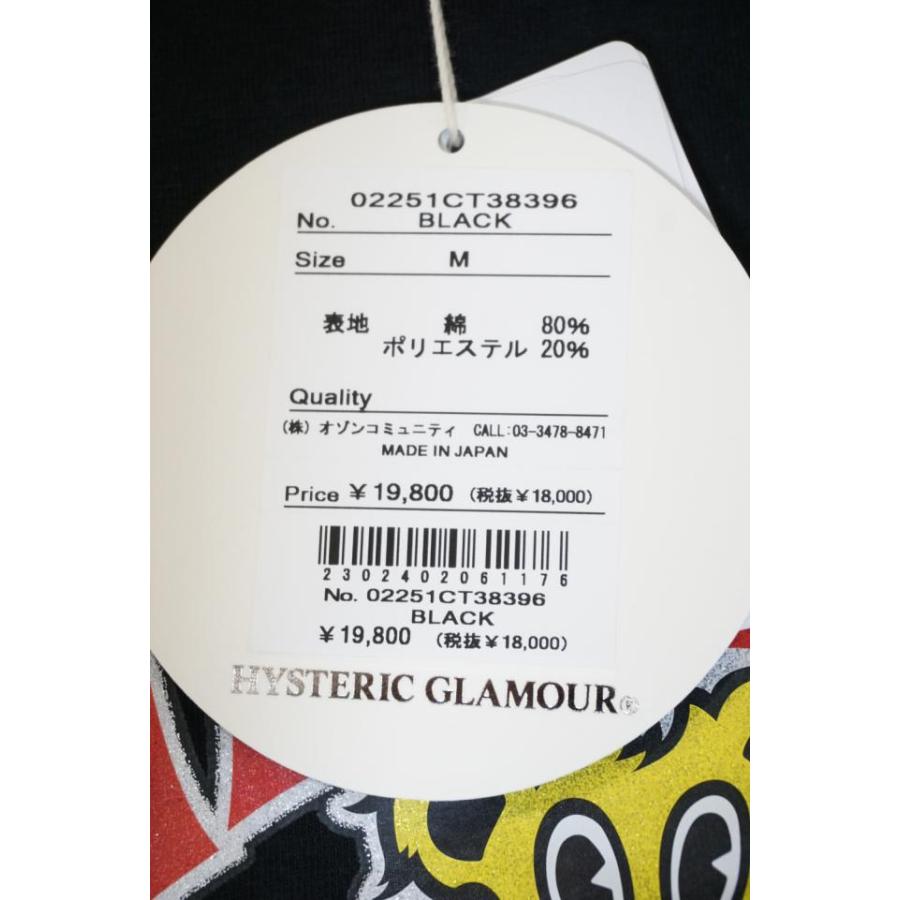 02251CT38396
No. BLACK
Size M
表地 綿 80%
ポリエステル 20%
Quality
(株) オゾンコミュニティ CALL:03-3478-8471
MADE IN JAPAN
Price ¥19,800 (税抜¥18,000)
2302402061176
No. 02251CT38396
BLACK
¥19,800 (税抜¥18,000)
HYSTERIC GLAMOUR®